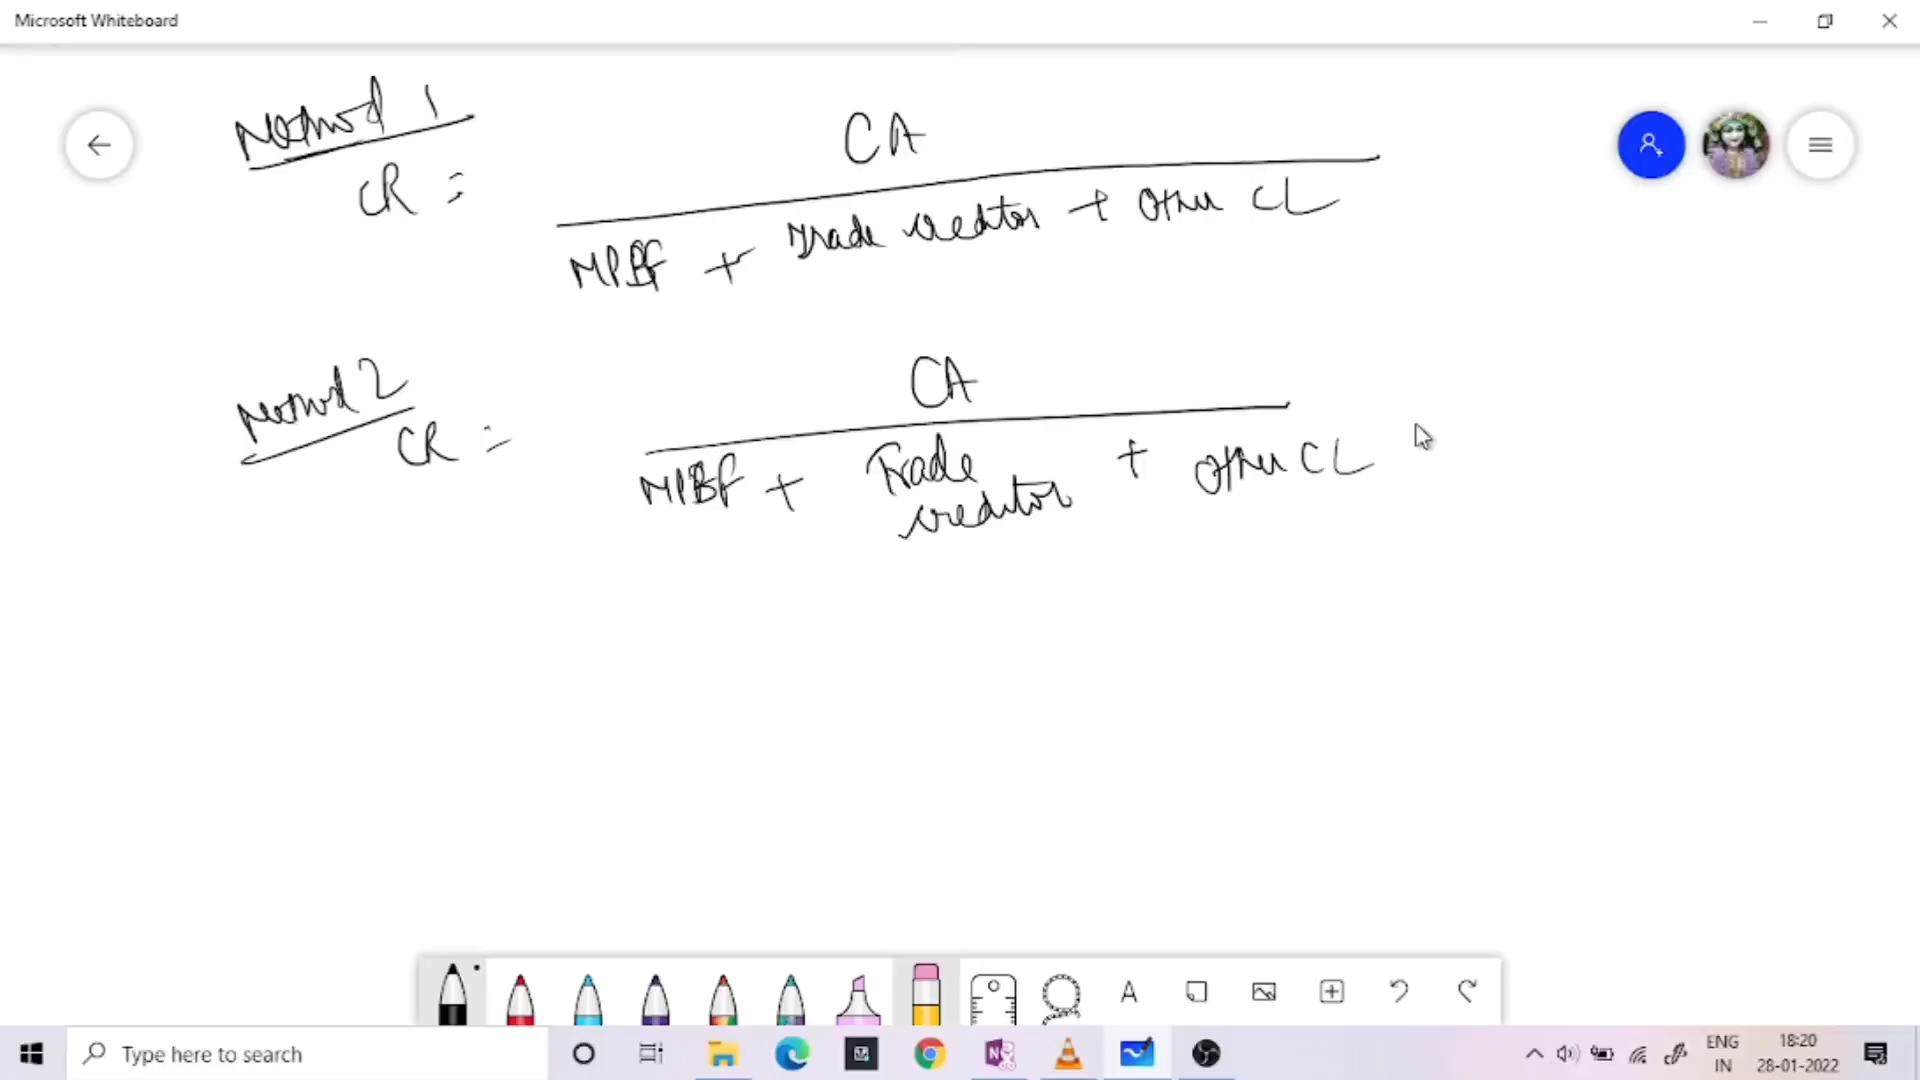 Microsoft Whiteboard
Method 1
CR = CA
MPBF + Trade creditor + Other CL
Method 2
CR = CA
MPBF + Trade creditor + Other CL
Type here to search
ENG
IN
18:20
28-01-2022